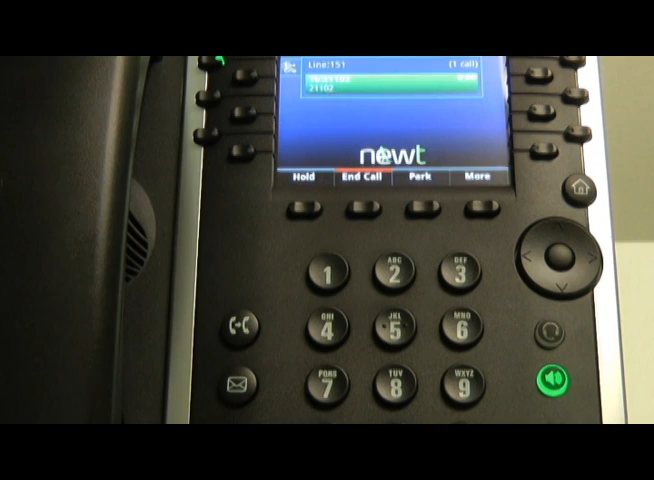 Line:151 (1 call)
21102
newt
Hold End Call Park More
1
ABC
2
DEF
3
GHI
4
JKL
5
MNO
6
PQRS
7
TUV
8
WXYZ
9